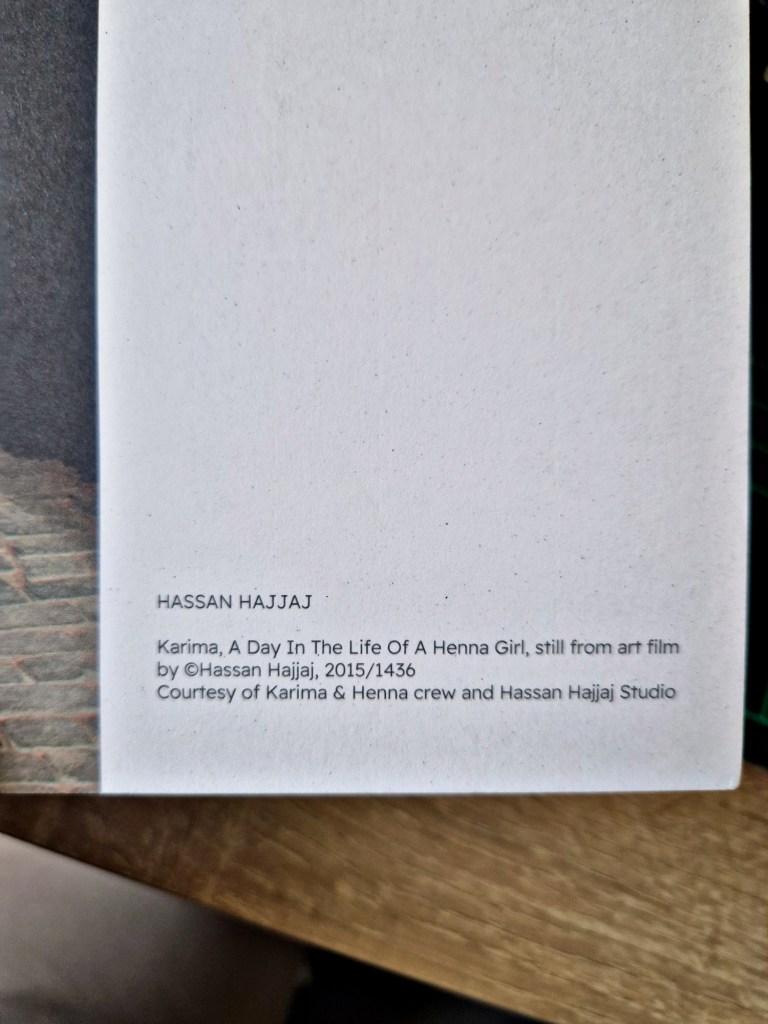 HASSAN HAJJAJ
Karima, A Day In The Life Of A Henna Girl, still from art film
by ©Hassan Hajjaj, 2015/1436
Courtesy of Karima & Henna crew and Hassan Hajjaj Studio